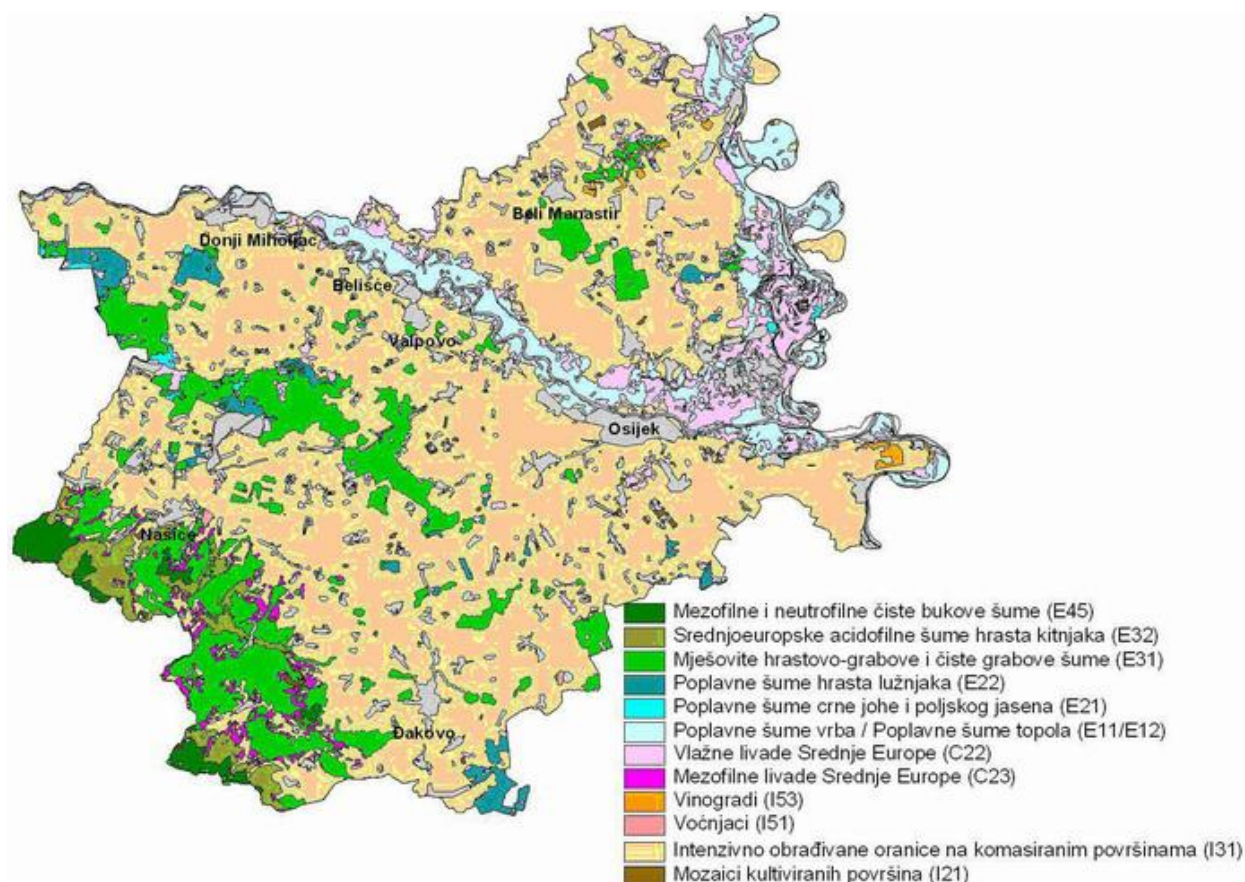 Beli Manastir
Donji Miholjac
Belišće
Valpovo
Osijek
Našice
Đakovo
Mezofilne i neutrofilne čiste bukove šume (E45)
Srednjoeuropske acidofilne šume hrasta kitnjaka (E32)
Mješovite hrastovo-grabove i čiste grabove šume (E31)
Poplavne šume hrasta lužnjaka (E22)
Poplavne šume crne johe i poljskog jasena (E21)
Poplavne šume vrba / Poplavne šume topola (E11/E12)
Vlažne livade Srednje Europe (C22)
Mezofilne livade Srednje Europe (C23)
Vinogradi (I53)
Voćnjaci (I51)
Intenzivno obrađivane oranice na komasiranim površinama (I31)
Mozaici kultiviranih površina (I21)